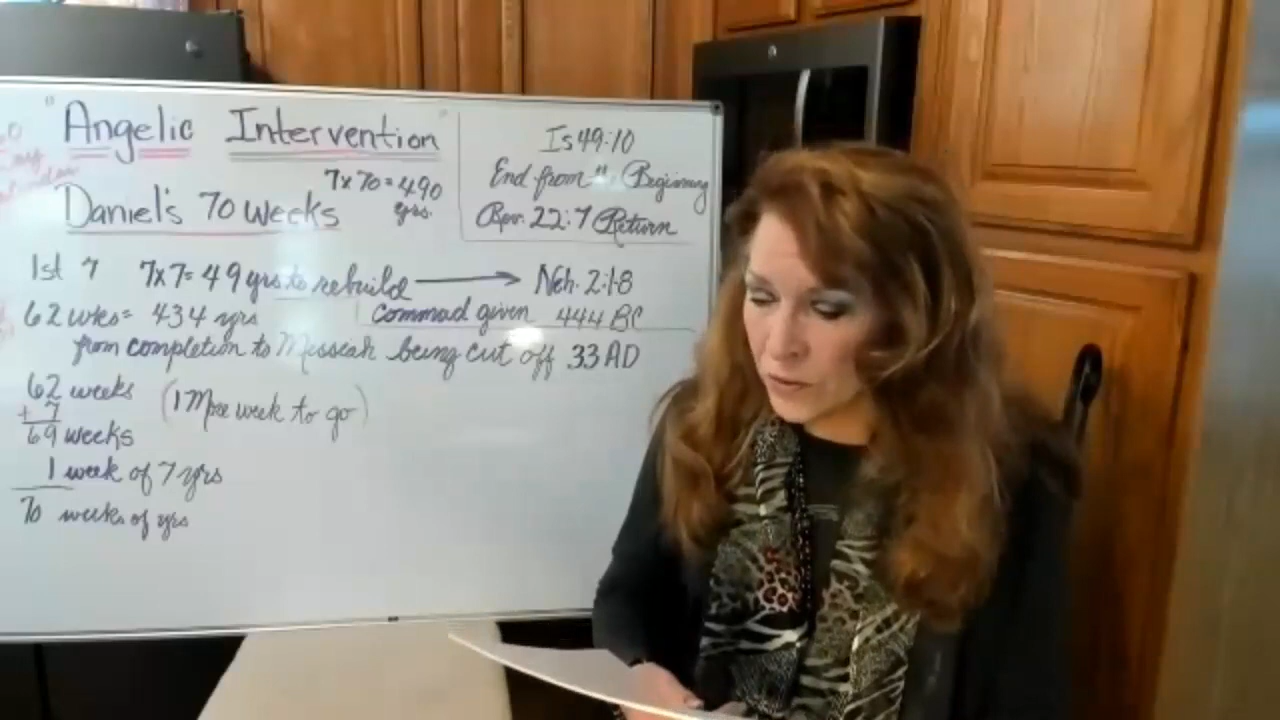 "Angelic Intervention"
7x70=490
yrs.
Daniel's 70 weeks
Is 49:10
End from " Beginning
Rev. 22:7 Return
1st 7 7x7=49 yrs to rebuild → Neh. 2:1-8
62 wks= 434 yrs Commad given 444 BC
from completion to Messeah being cut off 33 AD
62 weeks (1 More week to go)
+ 7
69 weeks
1 week of 7 yrs
70 weeks of yrs